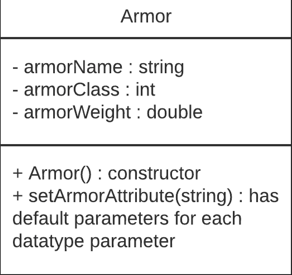 Armor
- armorName : string
- armorClass : int
- armorWeight : double
+ Armor() : constructor
+ setArmorAttribute(string) : has
default parameters for each
datatype parameter